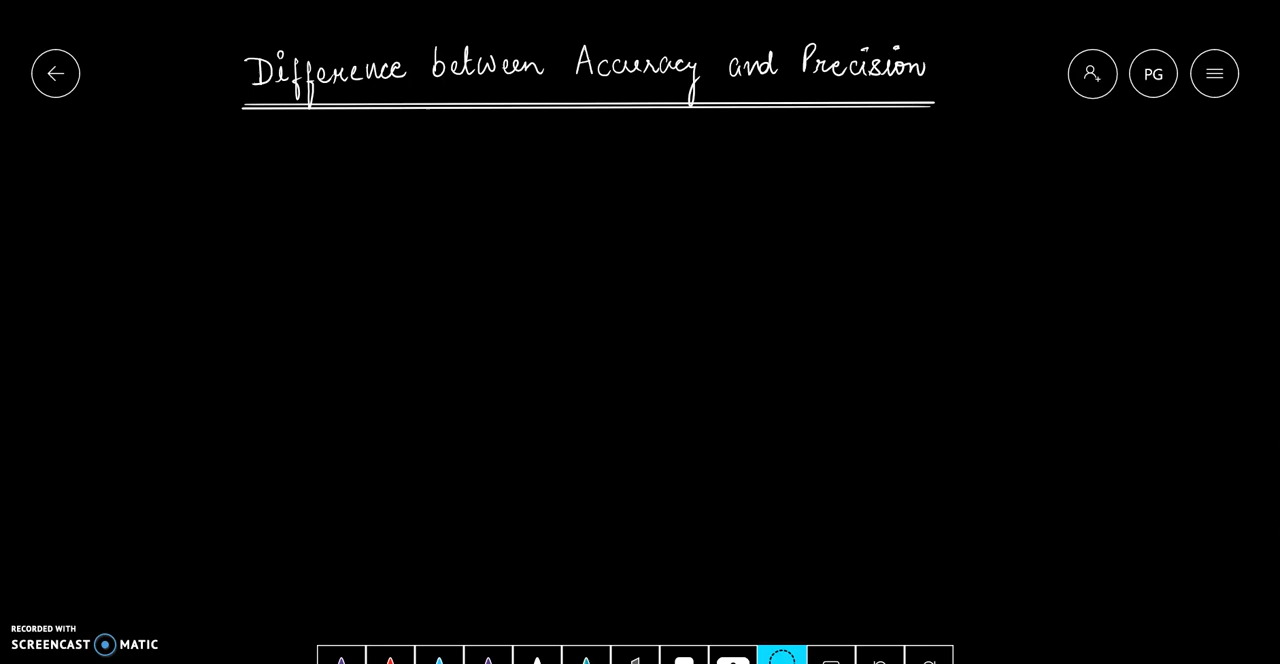 Difference between Accuracy and Precision
PG
RECORDED WITH
SCREENCAST MATIC